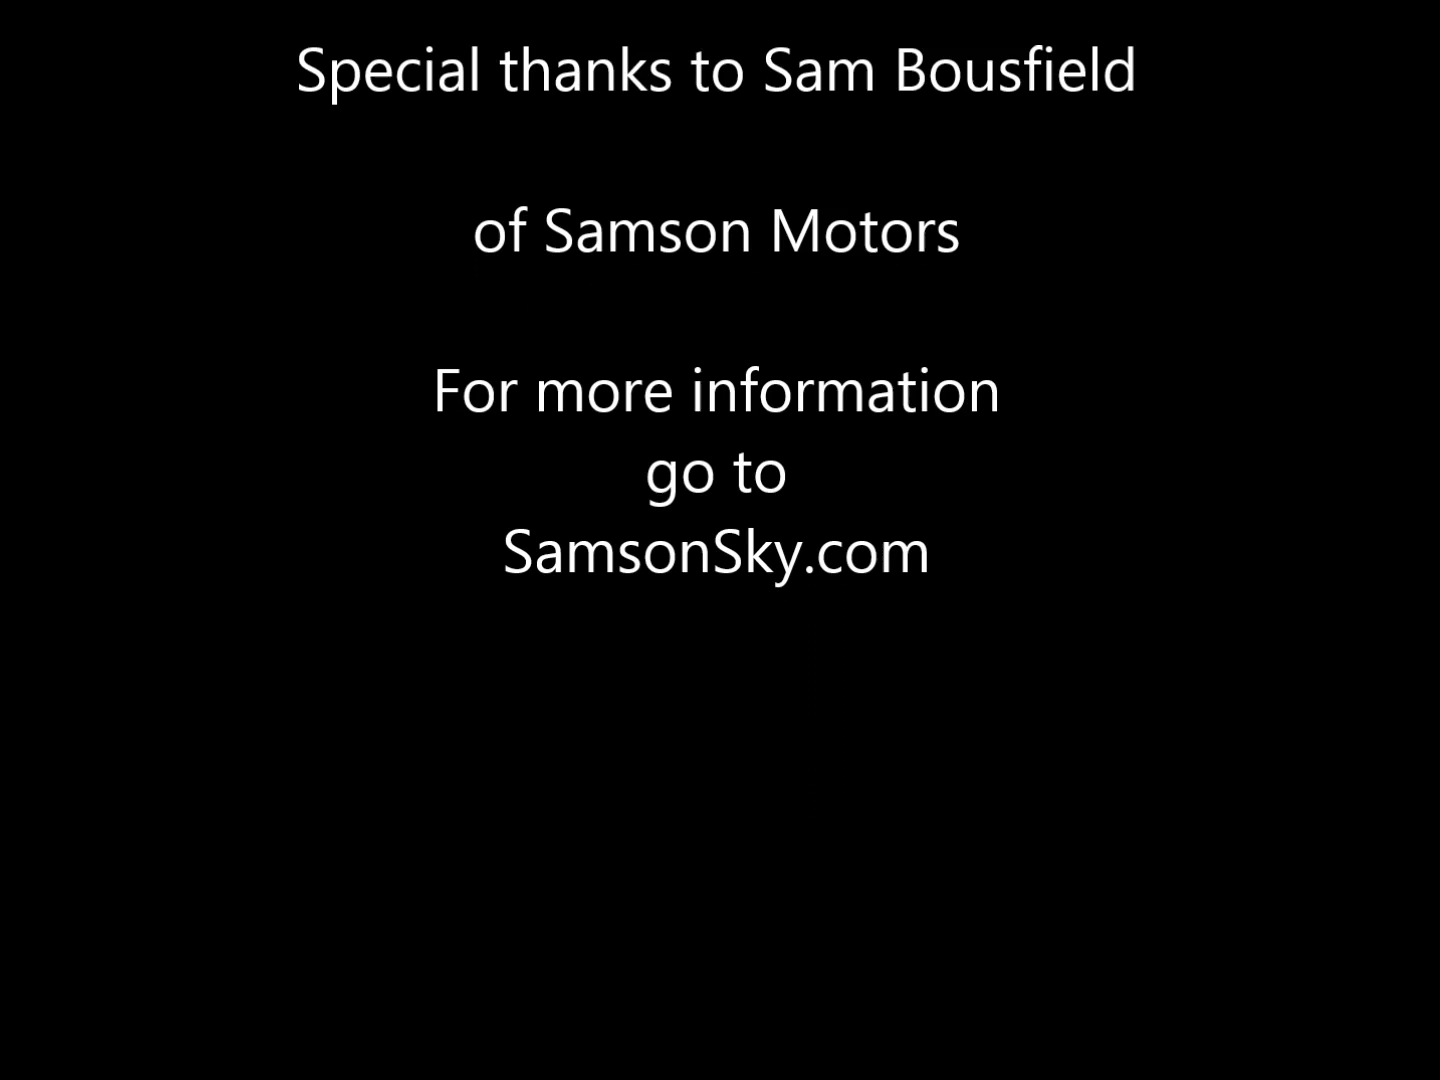 Special thanks to Sam Bousfield
of Samson Motors
For more information
go to
SamsonSky.com